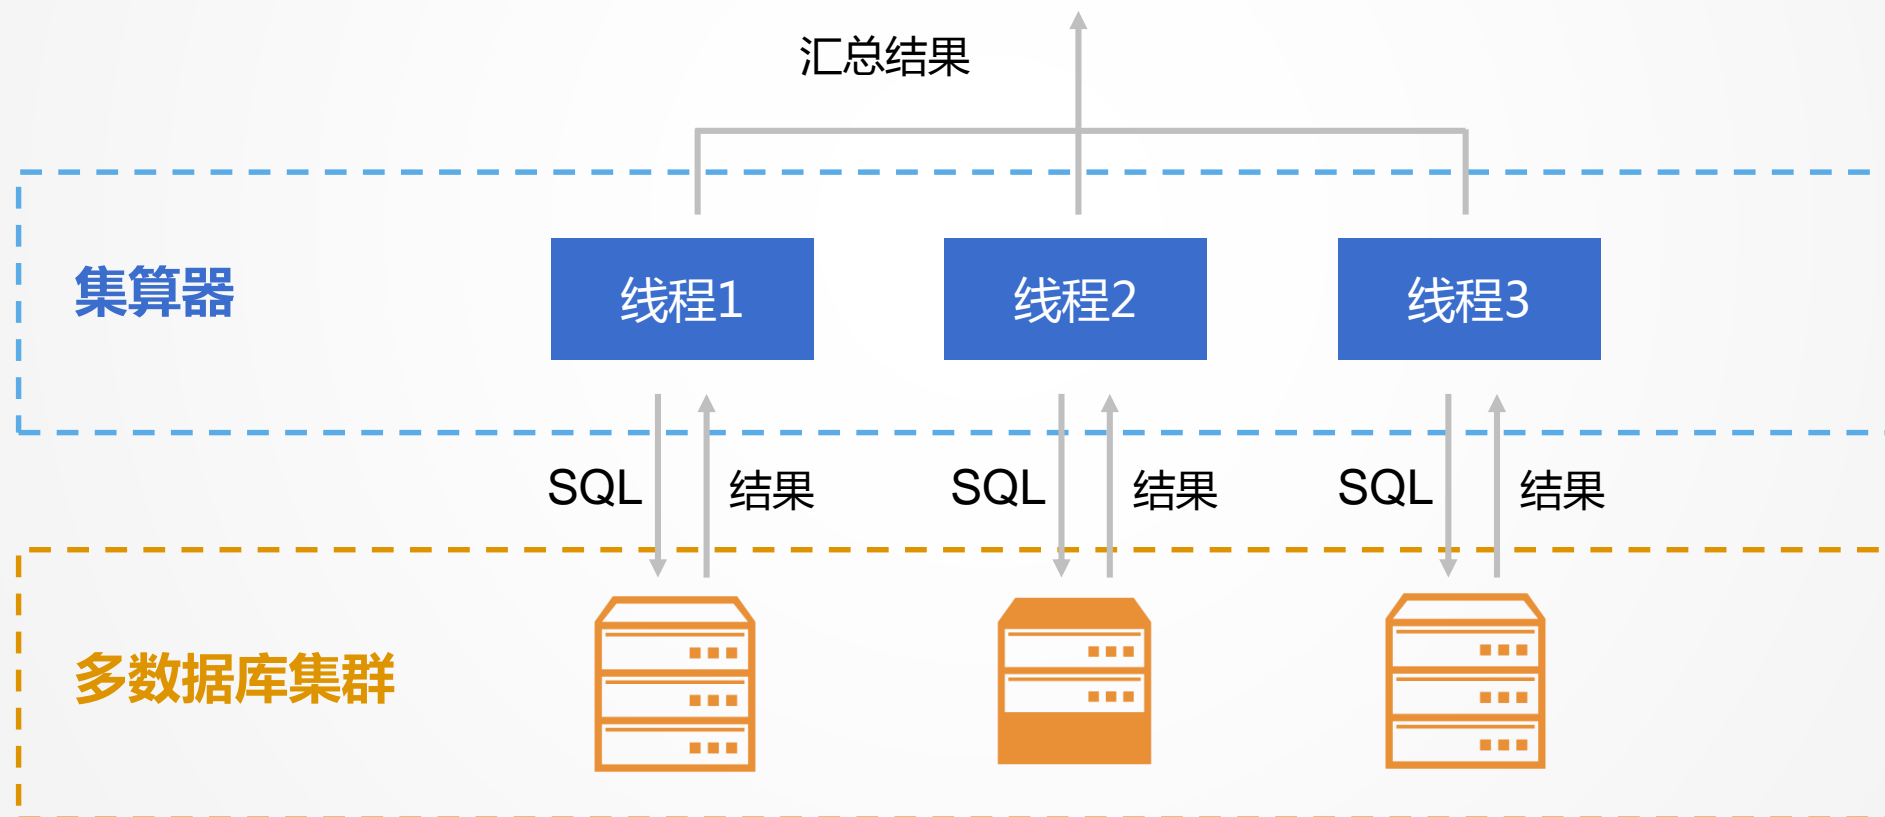 汇总结果
集算器
线程1
线程2
线程3
SQL
结果
SQL
结果
SQL
结果
多数据库集群